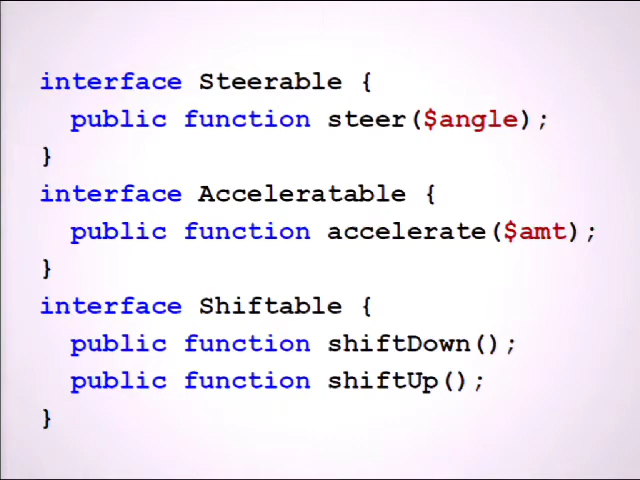 interface Steerable {
  public function steer($angle);
}
interface Acceleratable {
  public function accelerate($amt);
}
interface Shiftable {
  public function shiftDown();
  public function shiftUp();
}